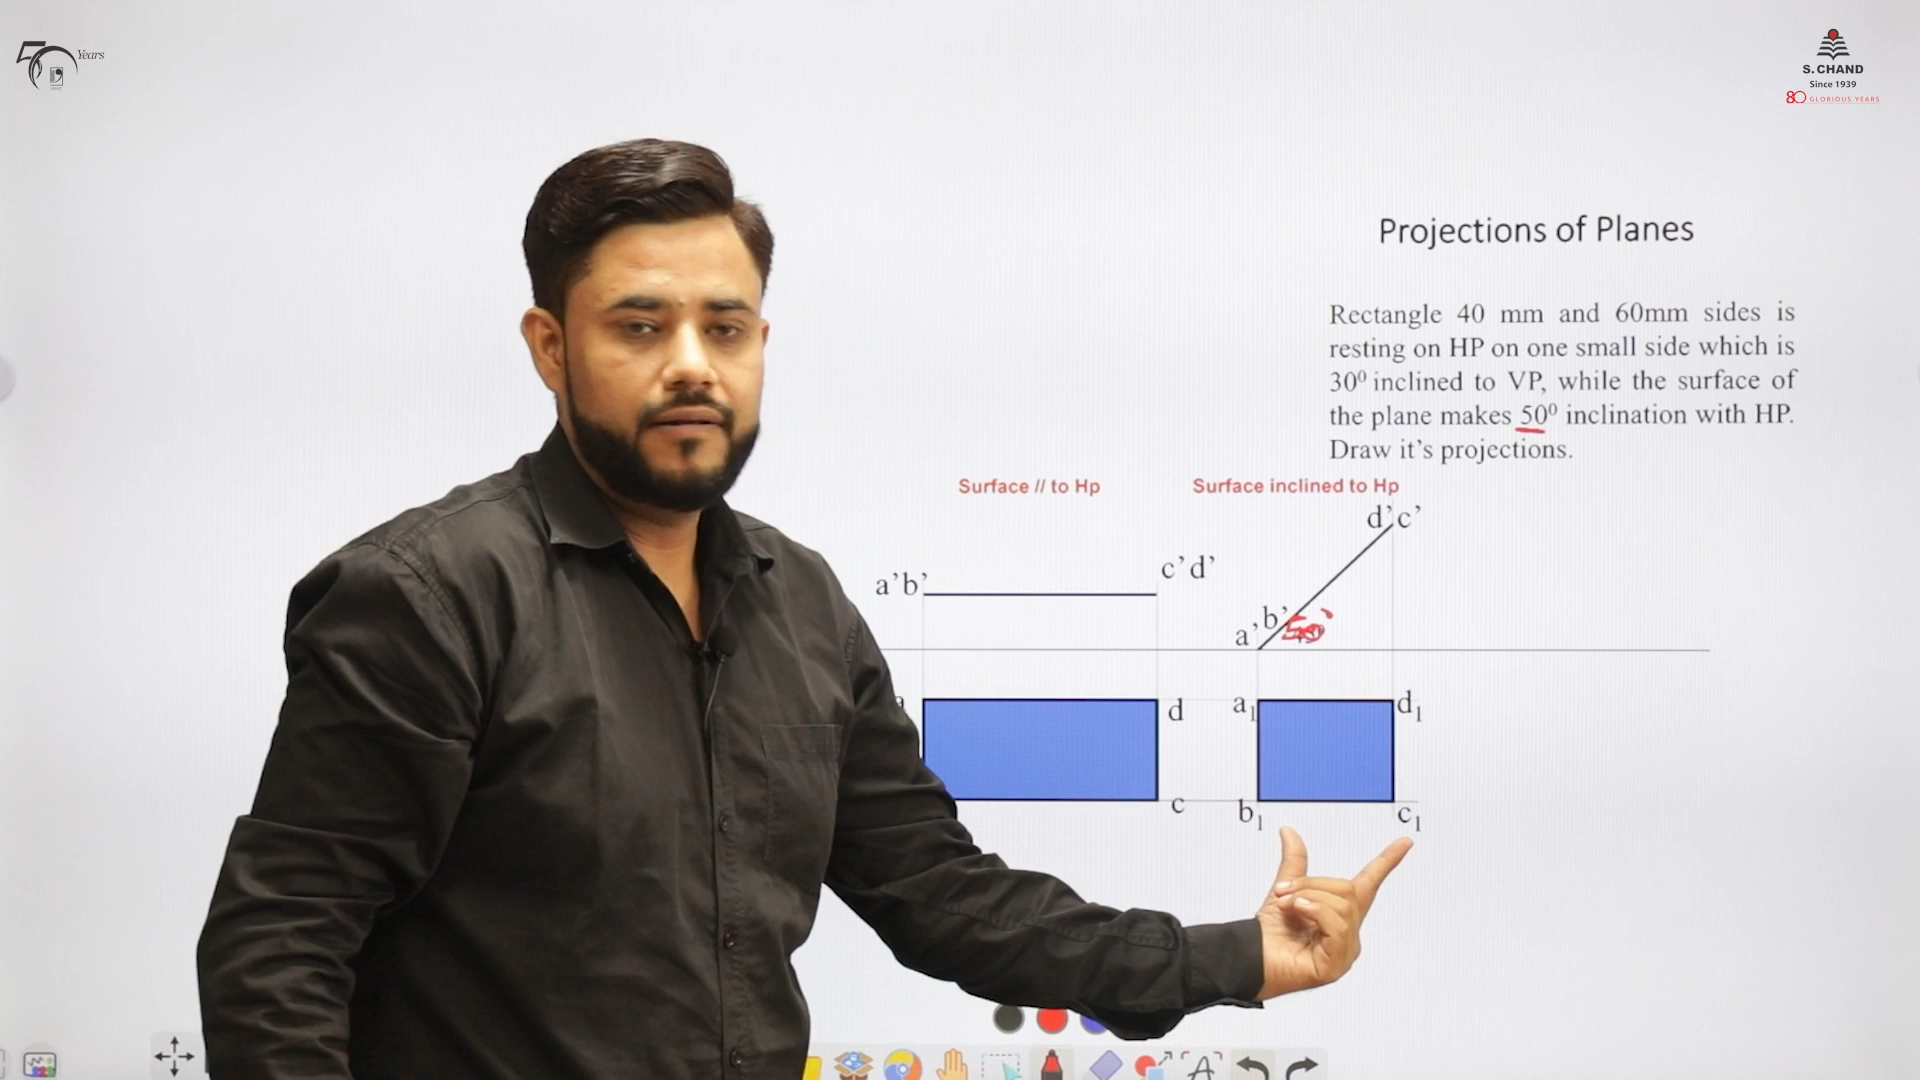 50 Years
S. CHAND
Since 1939
80 GLORIOUS YEARS
Projections of Planes
Rectangle 40 mm and 60mm sides is
resting on HP on one small side which is
30⁰ inclined to VP, while the surface of
the plane makes 50⁰ inclination with HP.
Draw it's projections.
Surface // to Hp
Surface inclined to Hp
d' c'
c' d'
a' b'
b'
a'
50°
a
d
a₁
d₁
c
b₁
c₁
A